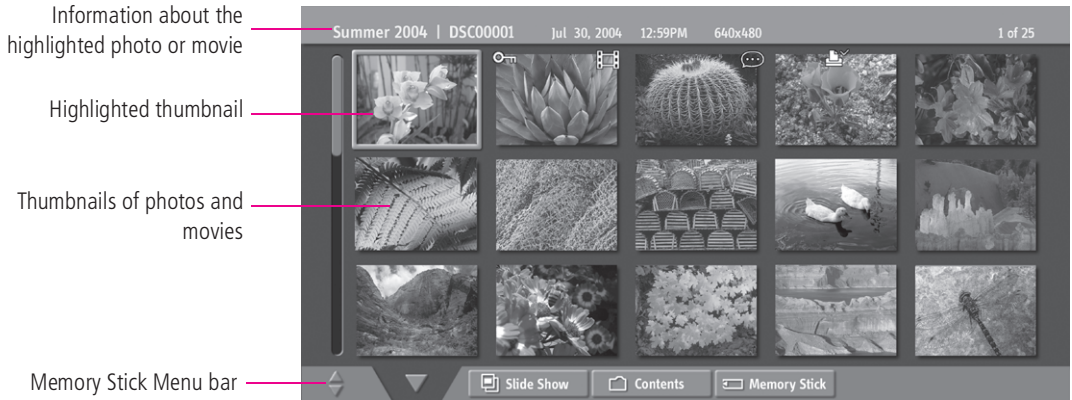 Information about the
highlighted photo or movie
Summer 2004 | DSC00001 Jul 30, 2004 12:59PM 640x480 1 of 25
Highlighted thumbnail
Thumbnails of photos and
movies
Memory Stick Menu bar
Slide Show Contents Memory Stick